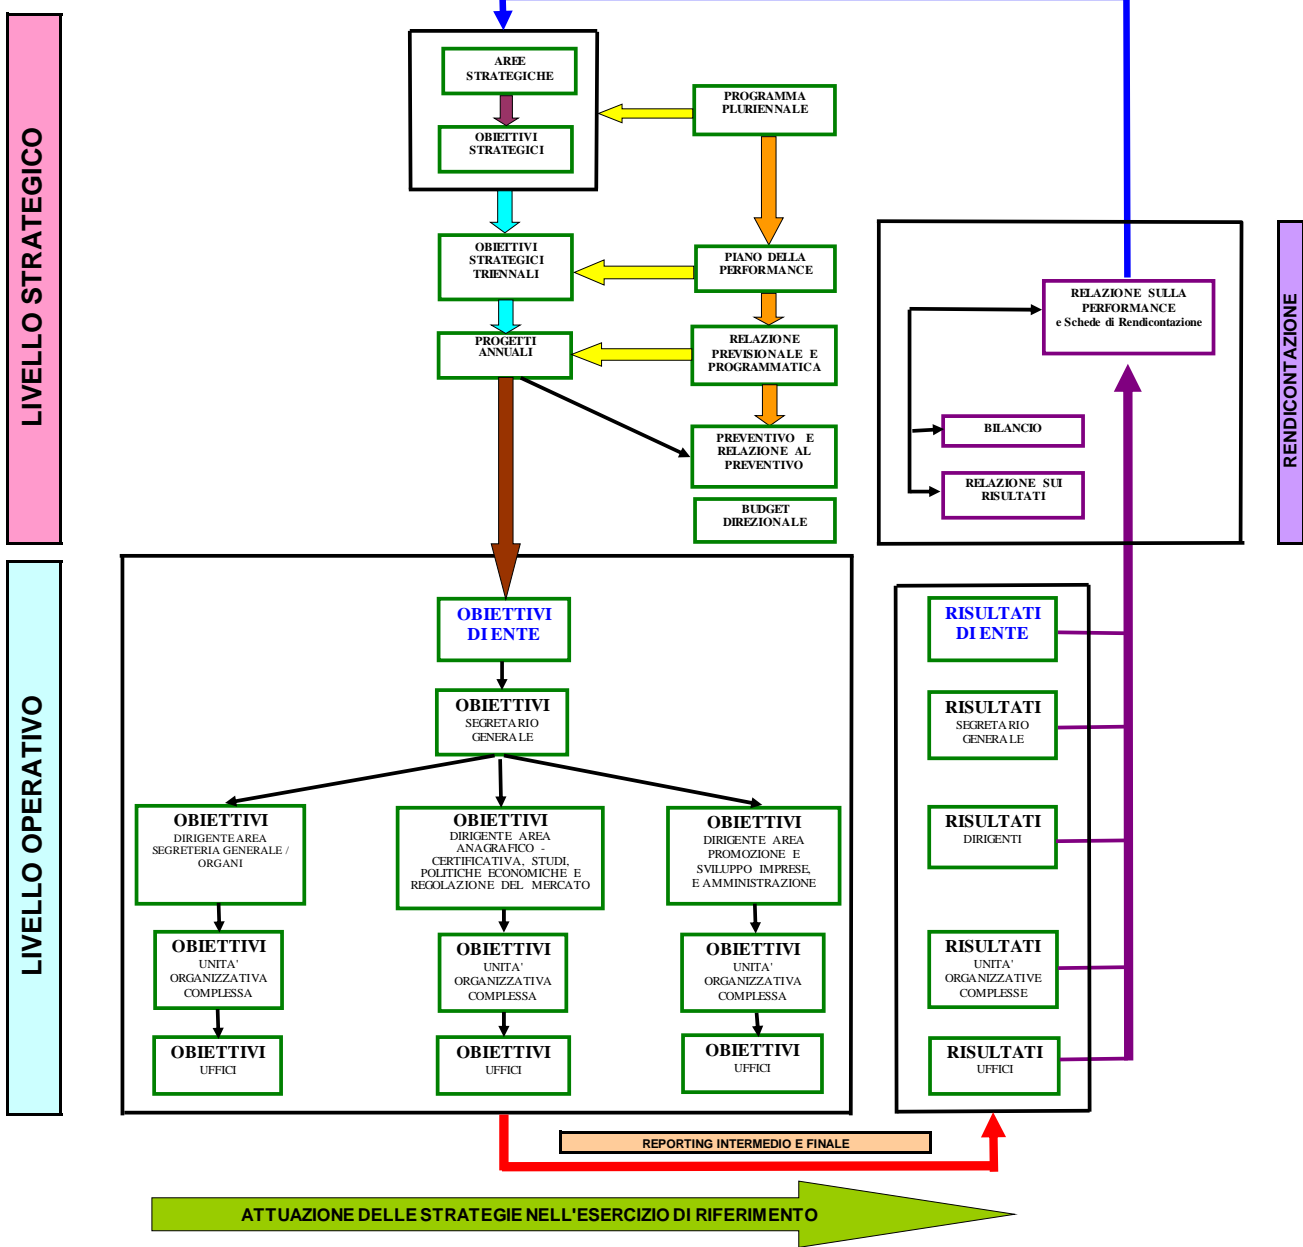 LIVELLO STRATEGICO
AREE
STRATEGICHE
OBIETTIVI
STRATEGICI
PROGRAMMA
PLURIENNALE
OBIETTIVI
STRATEGICI
TRIENNALI
PIANO DELLA
PERFORMANCE
PROGETTI
ANNUALI
RELAZIONE
PREVISIONALE E
PROGRAMMATICA
PREVENTIVO E
RELAZIONE AL
PREVENTIVO
BUDGET
DIREZIONALE
RENDICONTAZIONE
RELAZIONE SULLA
PERFORMANCE
e Schede di Rendicontazione
BILANCIO
RELAZIONE SUI
RISULTATI
LIVELLO OPERATIVO
OBIETTIVI
DI ENTE
OBIETTIVI
SEGRETARIO
GENERALE
OBIETTIVI
DIRIGENTE AREA
SEGRETERIA GENERALE /
ORGANI
OBIETTIVI
DIRIGENTE AREA
ANAGRAFICO -
CERTIFICATIVA, STUDI,
POLITICHE ECONOMICHE E
REGOLAZIONE DEL MERCATO
OBIETTIVI
DIRIGENTE AREA
PROMOZIONE E
SVILUPPO IMPRESE,
E AMMINISTRAZIONE
OBIETTIVI
UNITA'
ORGANIZZATIVA
COMPLESSA
OBIETTIVI
UNITA'
ORGANIZZATIVA
COMPLESSA
OBIETTIVI
UNITA'
ORGANIZZATIVA
COMPLESSA
OBIETTIVI
UFFICI
OBIETTIVI
UFFICI
OBIETTIVI
UFFICI
RISULTATI
DI ENTE
RISULTATI
SEGRETARIO
GENERALE
RISULTATI
DIRIGENTI
RISULTATI
UNITA'
ORGANIZZATIVE
COMPLESSE
RISULTATI
UFFICI
REPORTING INTERMEDIO E FINALE
ATTUAZIONE DELLE STRATEGIE NELL'ESERCIZIO DI RIFERIMENTO